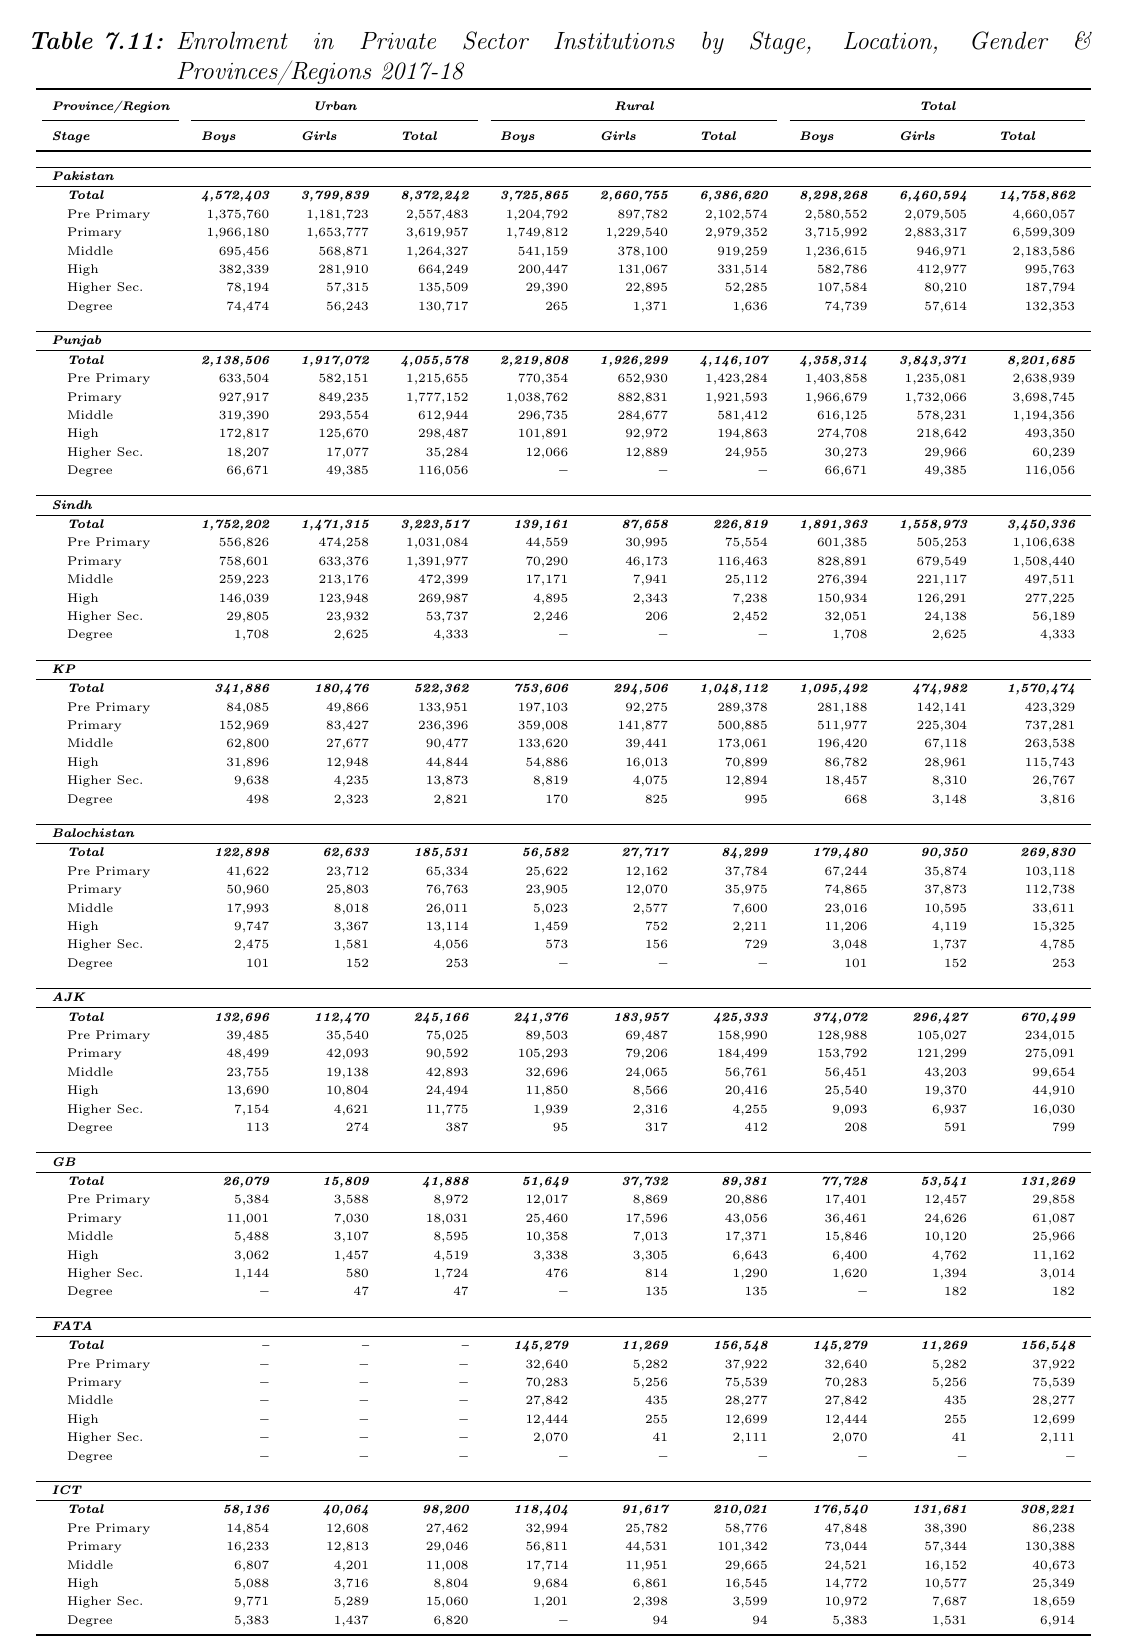 Table 7.11: Enrolment in Private Sector Institutions by Stage, Location, Gender &
Provinces/Regions 2017-18
Province/Region Urban Rural Total
Stage Boys Girls Total Boys Girls Total Boys Girls Total
Pakistan
Total 4,572,403 3,799,839 8,372,242 3,725,865 2,660,755 6,386,620 8,298,268 6,460,594 14,758,862
Pre Primary 1,375,760 1,181,723 2,557,483 1,204,792 897,782 2,102,574 2,580,552 2,079,505 4,660,057
Primary 1,966,180 1,653,777 3,619,957 1,749,812 1,229,540 2,979,352 3,715,992 2,883,317 6,599,309
Middle 695,456 568,871 1,264,327 541,159 378,100 919,259 1,236,615 946,971 2,183,586
High 382,339 281,910 664,249 200,447 131,067 331,514 582,786 412,977 995,763
Higher Sec. 78,194 57,315 135,509 29,390 22,895 52,285 107,584 80,210 187,794
Degree 74,474 56,243 130,717 265 1,371 1,636 74,739 57,614 132,353
Punjab
Total 2,138,506 1,917,072 4,055,578 2,219,808 1,926,299 4,146,107 4,358,314 3,843,371 8,201,685
Pre Primary 633,504 582,151 1,215,655 770,354 652,930 1,423,284 1,403,858 1,235,081 2,638,939
Primary 927,917 849,235 1,777,152 1,038,762 882,831 1,921,593 1,966,679 1,732,066 3,698,745
Middle 319,390 293,554 612,944 296,735 284,677 581,412 616,125 578,231 1,194,356
High 172,817 125,670 298,487 101,891 92,972 194,863 274,708 218,642 493,350
Higher Sec. 18,207 17,077 35,284 12,066 12,889 24,955 30,273 29,966 60,239
Degree 66,671 49,385 116,056 – – – 66,671 49,385 116,056
Sindh
Total 1,752,202 1,471,315 3,223,517 139,161 87,658 226,819 1,891,363 1,558,973 3,450,336
Pre Primary 556,826 474,258 1,031,084 44,559 30,995 75,554 601,385 505,253 1,106,638
Primary 758,601 633,376 1,391,977 70,290 46,173 116,463 828,891 679,549 1,508,440
Middle 259,223 213,176 472,399 17,171 7,941 25,112 276,394 221,117 497,511
High 146,039 123,948 269,987 4,895 2,343 7,238 150,934 126,291 277,225
Higher Sec. 29,805 23,932 53,737 2,246 206 2,452 32,051 24,138 56,189
Degree 1,708 2,625 4,333 – – – 1,708 2,625 4,333
KP
Total 341,886 180,476 522,362 753,606 294,506 1,048,112 1,095,492 474,982 1,570,474
Pre Primary 84,085 49,866 133,951 197,103 92,275 289,378 281,188 142,141 423,329
Primary 152,969 83,427 236,396 359,008 141,877 500,885 511,977 225,304 737,281
Middle 62,800 27,677 90,477 133,620 39,441 173,061 196,420 67,118 263,538
High 31,896 12,948 44,844 54,886 16,013 70,899 86,782 28,961 115,743
Higher Sec. 9,638 4,235 13,873 8,819 4,075 12,894 18,457 8,310 26,767
Degree 498 2,323 2,821 170 825 995 668 3,148 3,816
Balochistan
Total 122,898 62,633 185,531 56,582 27,717 84,299 179,480 90,350 269,830
Pre Primary 41,622 23,712 65,334 25,622 12,162 37,784 67,244 35,874 103,118
Primary 50,960 25,803 76,763 23,905 12,070 35,975 74,865 37,873 112,738
Middle 17,993 8,018 26,011 5,023 2,577 7,600 23,016 10,595 33,611
High 9,747 3,367 13,114 1,459 752 2,211 11,206 4,119 15,325
Higher Sec. 2,475 1,581 4,056 573 156 729 3,048 1,737 4,785
Degree 101 152 253 – – – 101 152 253
AJK
Total 132,696 112,470 245,166 241,376 183,957 425,333 374,072 296,427 670,499
Pre Primary 39,485 35,540 75,025 89,503 69,487 158,990 128,988 105,027 234,015
Primary 48,499 42,093 90,592 105,293 79,206 184,499 153,792 121,299 275,091
Middle 23,755 19,138 42,893 32,696 24,065 56,761 56,451 43,203 99,654
High 13,690 10,804 24,494 11,850 8,566 20,416 25,540 19,370 44,910
Higher Sec. 7,154 4,621 11,775 1,939 2,316 4,255 9,093 6,937 16,030
Degree 113 274 387 95 317 412 208 591 799
GB
Total 26,079 15,809 41,888 51,649 37,732 89,381 77,728 53,541 131,269
Pre Primary 5,384 3,588 8,972 12,017 8,869 20,886 17,401 12,457 29,858
Primary 11,001 7,030 18,031 25,460 17,596 43,056 36,461 24,626 61,087
Middle 5,488 3,107 8,595 10,358 7,013 17,371 15,846 10,120 25,966
High 3,062 1,457 4,519 3,338 3,305 6,643 6,400 4,762 11,162
Higher Sec. 1,144 580 1,724 476 814 1,290 1,620 1,394 3,014
Degree – 47 47 – 135 135 – 182 182
FATA
Total – – – 145,279 11,269 156,548 145,279 11,269 156,548
Pre Primary – – – 32,640 5,282 37,922 32,640 5,282 37,922
Primary – – – 70,283 5,256 75,539 70,283 5,256 75,539
Middle – – – 27,842 435 28,277 27,842 435 28,277
High – – – 12,444 255 12,699 12,444 255 12,699
Higher Sec. – – – 2,070 41 2,111 2,070 41 2,111
Degree – – – – – – – – –
ICT
Total 58,136 40,064 98,200 118,404 91,617 210,021 176,540 131,681 308,221
Pre Primary 14,854 12,608 27,462 32,994 25,782 58,776 47,848 38,390 86,238
Primary 16,233 12,813 29,046 56,811 44,531 101,342 73,044 57,344 130,388
Middle 6,807 4,201 11,008 17,714 11,951 29,665 24,521 16,152 40,673
High 5,088 3,716 8,804 9,684 6,861 16,545 14,772 10,577 25,349
Higher Sec. 9,771 5,289 15,060 1,201 2,398 3,599 10,972 7,687 18,659
Degree 5,383 1,437 6,820 – 94 94 5,383 1,531 6,914